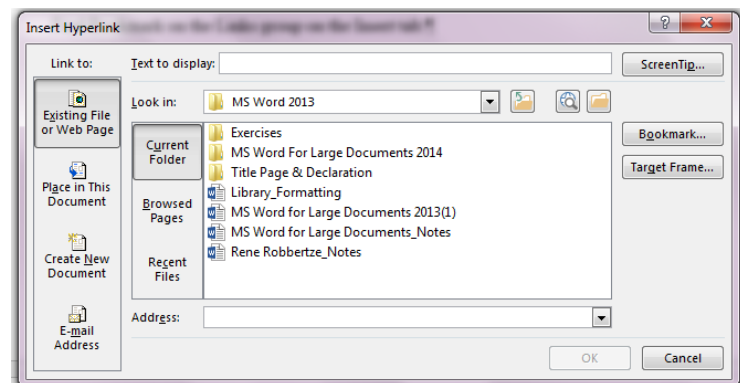 Insert Hyperlink
Link to:
Text to display:
ScreenTip...
Existing File
or Web Page
Look in:
MS Word 2013
Current
Folder
Exercises
MS Word For Large Documents 2014
Title Page & Declaration
Library_Formatting
MS Word for Large Documents 2013(1)
MS Word for Large Documents_Notes
Rene Robbertze_Notes
Bookmark...
Target Frame...
Place in This
Document
Browsed
Pages
Create New
Document
Recent
Files
E-mail
Address
Address:
OK
Cancel